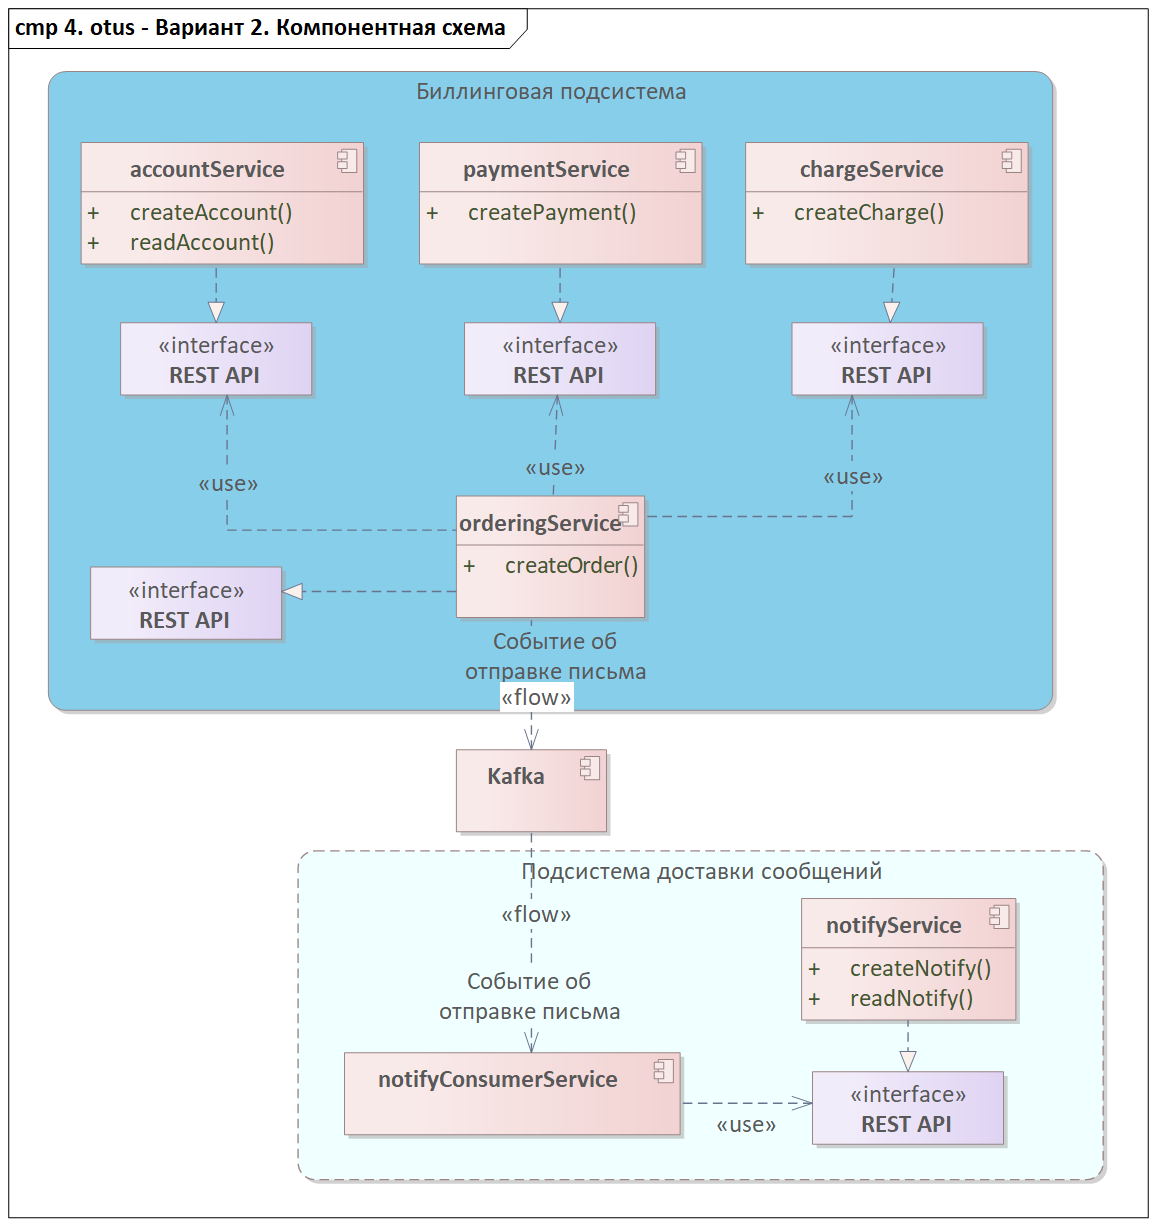 cmp 4. otus - Вариант 2. Компонентная схема
Биллинговая подсистема
accountService
+ createAccount()
+ readAccount()
paymentService
+ createPayment()
chargeService
+ createCharge()
«interface»
REST API
«interface»
REST API
«interface»
REST API
«use»
«use»
«use»
orderingService
+ createOrder()
«interface»
REST API
Событие об
отправке письма
«flow»
Kafka
Подсистема доставки сообщений
«flow»
notifyService
+ createNotify()
+ readNotify()
Событие об
отправке письма
notifyConsumerService
«use»
«interface»
REST API